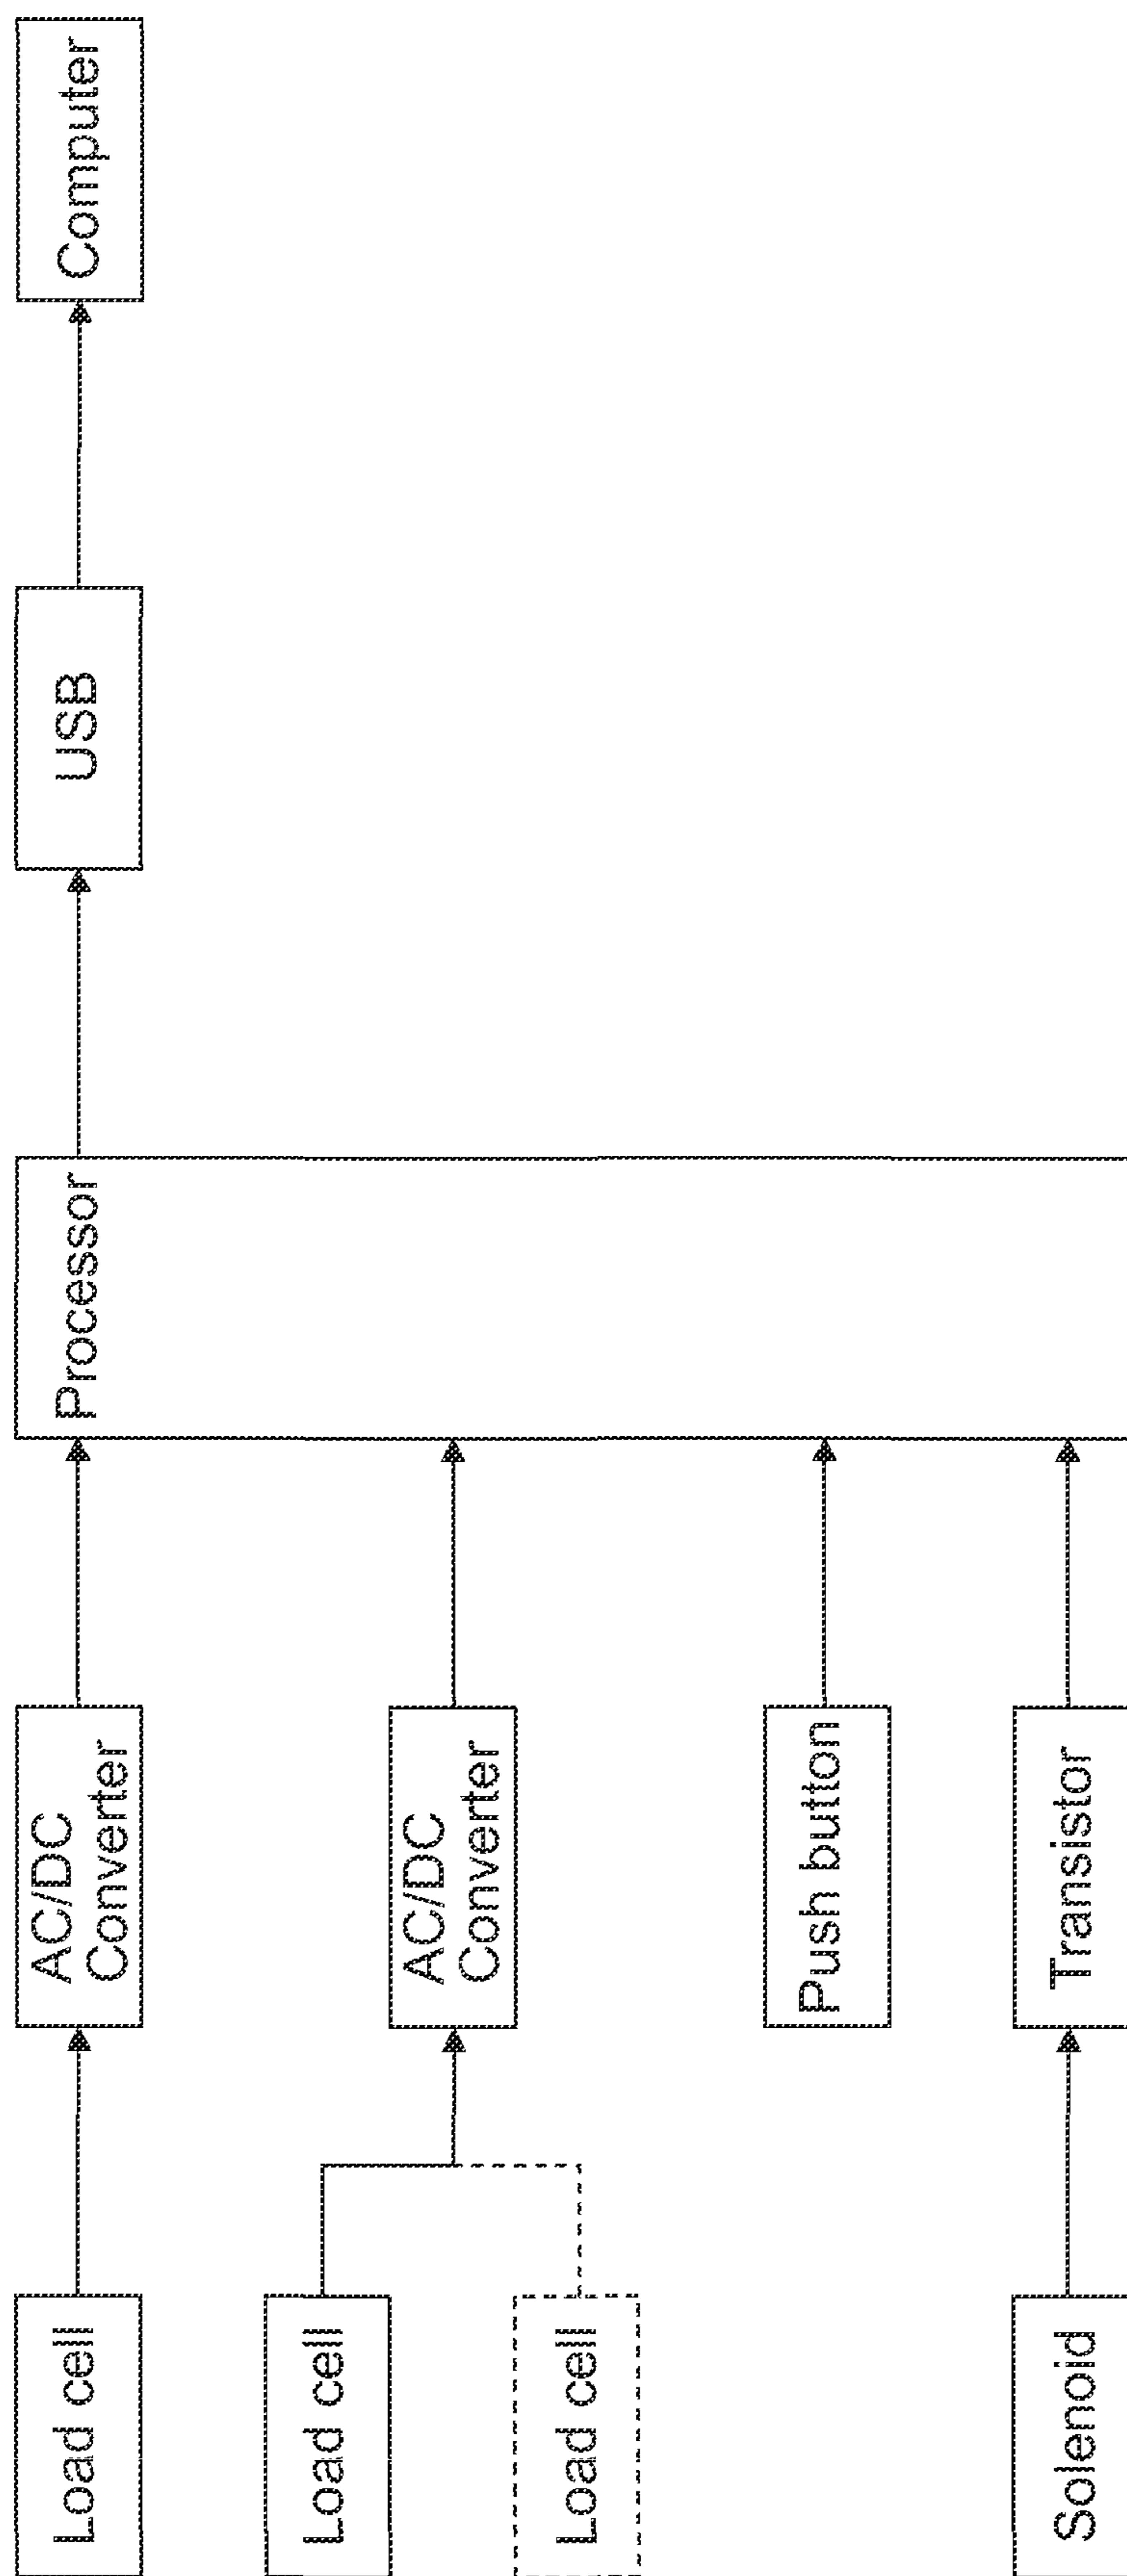 Load cell
AC/DC
Converter
Processor
USB
Computer
Load cell
AC/DC
Converter
Load cell
Push button
Solenoid
Transistor